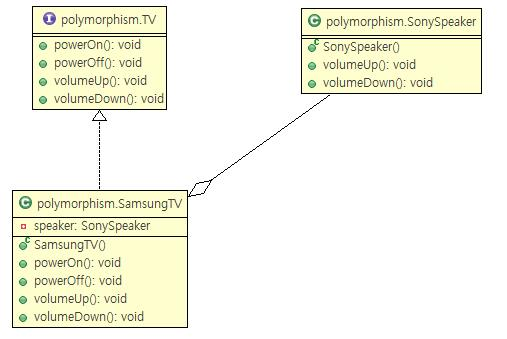 I polymorphism.TV
powerOn(): void
powerOff(): void
volumeUp(): void
volumeDown(): void
C polymorphism.SonySpeaker
C SonySpeaker()
volumeUp(): void
volumeDown(): void
C polymorphism.SamsungTV
speaker: SonySpeaker
C SamsungTV()
powerOn(): void
powerOff(): void
volumeUp(): void
volumeDown(): void